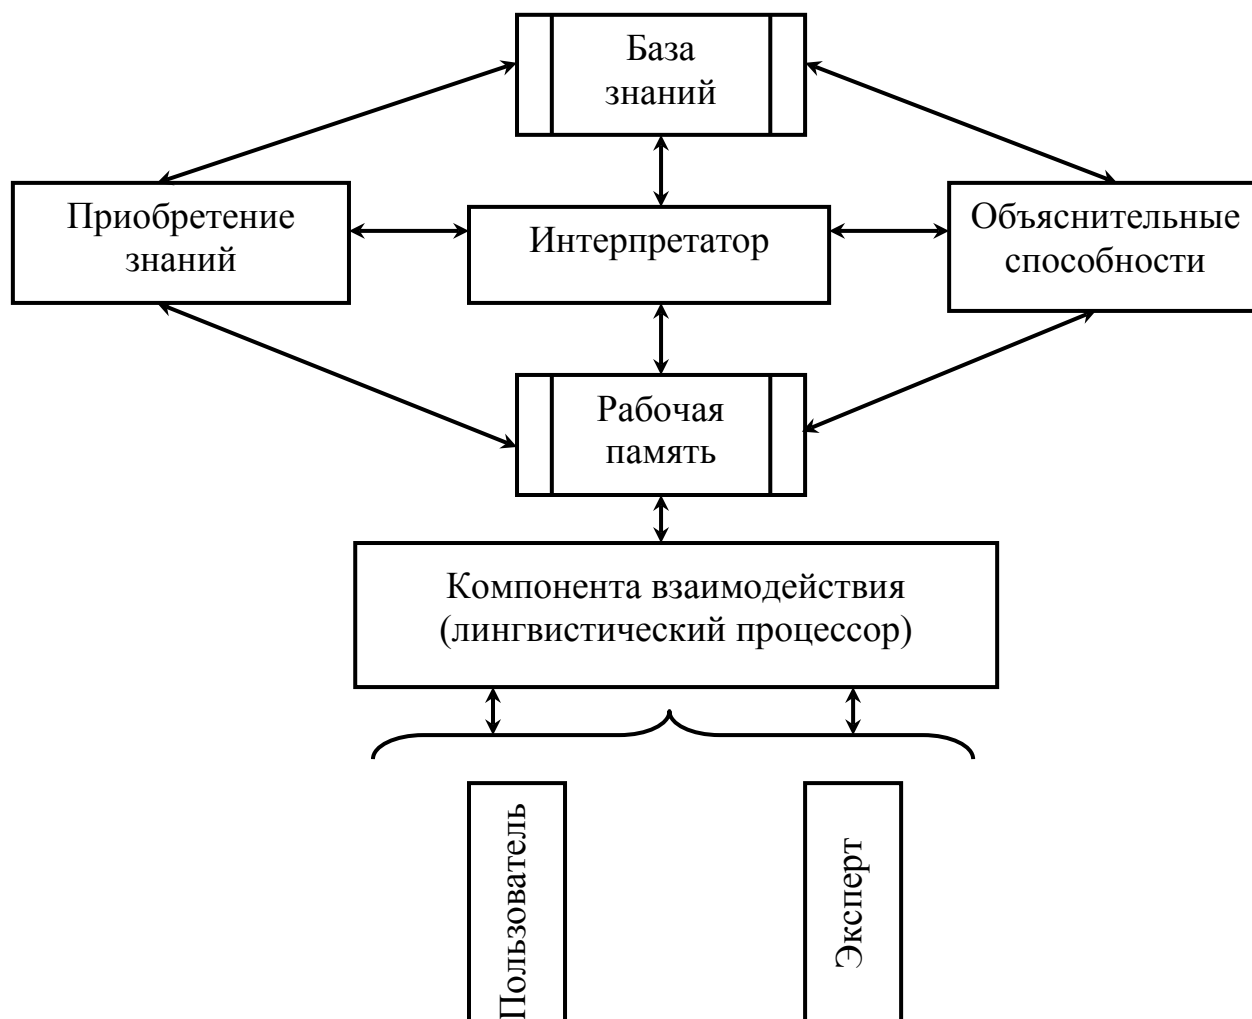 База
знаний
Приобретение
знаний
Интерпретатор
Объяснительные
способности
Рабочая
память
Компонента взаимодействия
(лингвистический процессор)
Пользователь
Эксперт